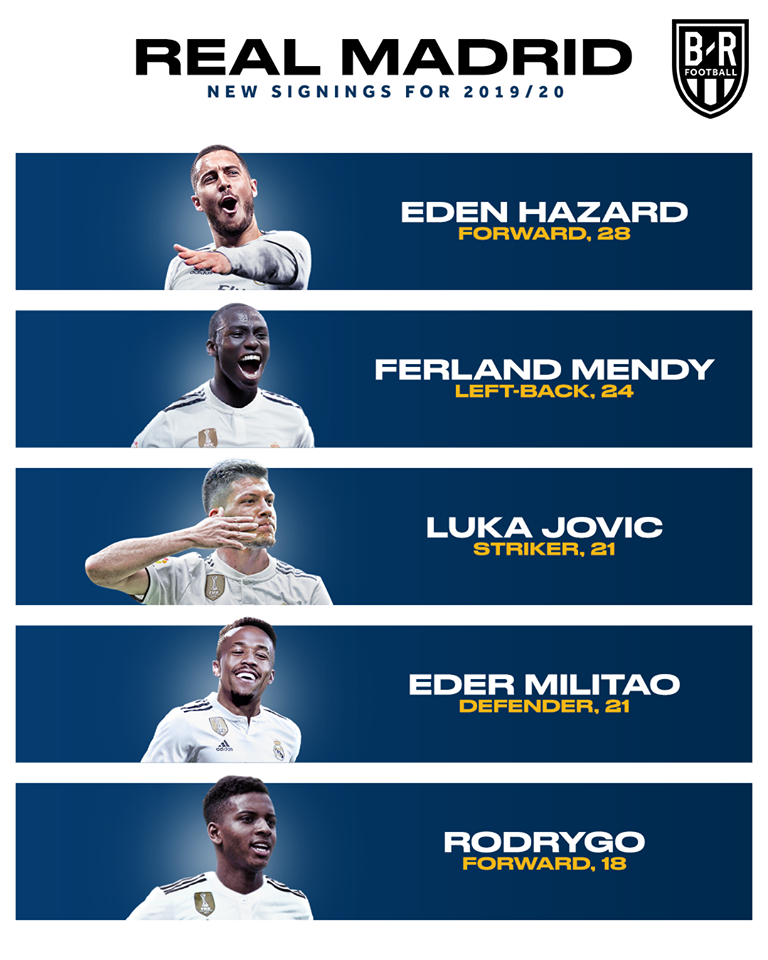 REAL MADRID
NEW SIGNINGS FOR 2019/20
B-R
FOOTBALL
EDEN HAZARD
FORWARD, 28
FERLAND MENDY
LEFT-BACK, 24
LUKA JOVIC
STRIKER, 21
EDER MILITAO
DEFENDER, 21
adidas
RODRYGO
FORWARD, 18